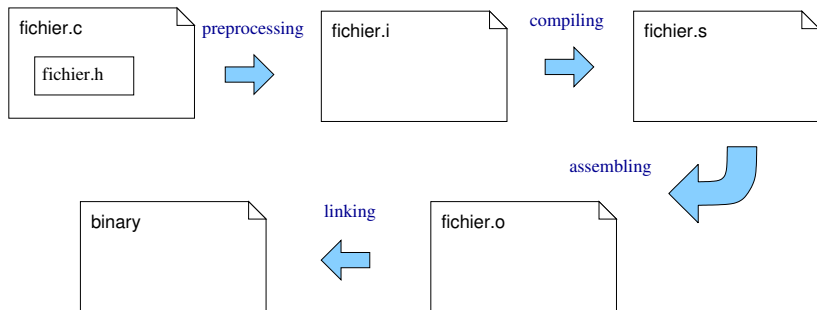 fichier.c
fichier.h
preprocessing
fichier.i
compiling
fichier.s
assembling
fichier.o
linking
binary